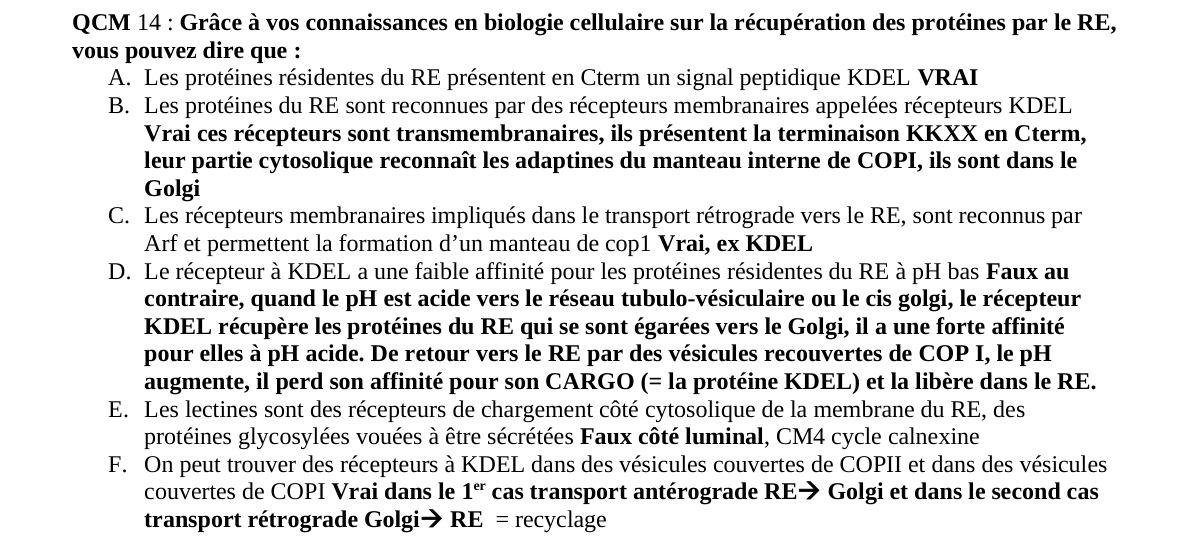 QCM 14 : Grâce à vos connaissances en biologie cellulaire sur la récupération des protéines par le RE,
vous pouvez dire que :
A. Les protéines résidentes du RE présentent en Cterm un signal peptidique KDEL VRAI
B. Les protéines du RE sont reconnues par des récepteurs membranaires appelées récepteurs KDEL
Vrai ces récepteurs sont transmembranaires, ils présentent la terminaison KKXX en Cterm,
leur partie cytosolique reconnaît les adaptines du manteau interne de COPI, ils sont dans le
Golgi
C. Les récepteurs membranaires impliqués dans le transport rétrograde vers le RE, sont reconnus par
Arf et permettent la formation d’un manteau de cop1 Vrai, ex KDEL
D. Le récepteur à KDEL a une faible affinité pour les protéines résidentes du RE à pH bas Faux au
contraire, quand le pH est acide vers le réseau tubulo-vésiculaire ou le cis golgi, le récepteur
KDEL récupère les protéines du RE qui se sont égarées vers le Golgi, il a une forte affinité
pour elles à pH acide. De retour vers le RE par des vésicules recouvertes de COP I, le pH
augmente, il perd son affinité pour son CARGO (= la protéine KDEL) et la libère dans le RE.
E. Les lectines sont des récepteurs de chargement côté cytosolique de la membrane du RE, des
protéines glycosylées vouées à être sécrétées Faux côté luminal, CM4 cycle calnexine
F. On peut trouver des récepteurs à KDEL dans des vésicules couvertes de COPII et dans des vésicules
couvertes de COPI Vrai dans le 1er cas transport antérograde RE→ Golgi et dans le second cas
transport rétrograde Golgi→ RE = recyclage